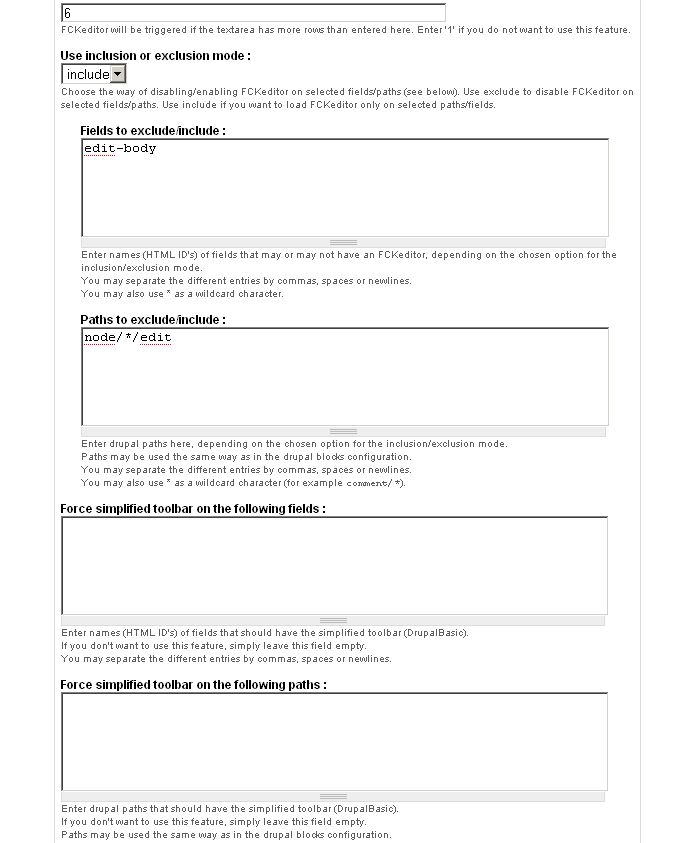 6
FCKeditor will be triggered if the textarea has more rows than entered here. Enter '1' if you do not want to use this feature.
Use inclusion or exclusion mode :
include
Choose the way of disabling/enabling FCKeditor on selected fields/paths (see below). Use exclude to disable FCKeditor on
selected fields/paths. Use include if you want to load FCKeditor only on selected paths/fields.
Fields to exclude/include :
edit-body
Enter names (HTML ID's) of fields that may or may not have an FCKeditor, depending on the chosen option for the
inclusion/exclusion mode.
You may separate the different entries by commas, spaces or newlines.
You may also use * as a wildcard character.
Paths to exclude/include :
node/*/edit
Enter drupal paths here, depending on the chosen option for the inclusion/exclusion mode.
Paths may be used the same way as in the drupal blocks configuration.
You may separate the different entries by commas, spaces or newlines.
You may also use * as a wildcard character (for example comment/*).
Force simplified toolbar on the following fields :
Enter names (HTML ID's) of fields that should have the simplified toolbar (DrupalBasic).
If you don't want to use this feature, simply leave this field empty.
You may separate the different entries by commas, spaces or newlines.
Force simplified toolbar on the following paths :
Enter drupal paths that should have the simplified toolbar (DrupalBasic).
If you don't want to use this feature, simply leave this field empty.
Paths may be used the same way as in the drupal blocks configuration.